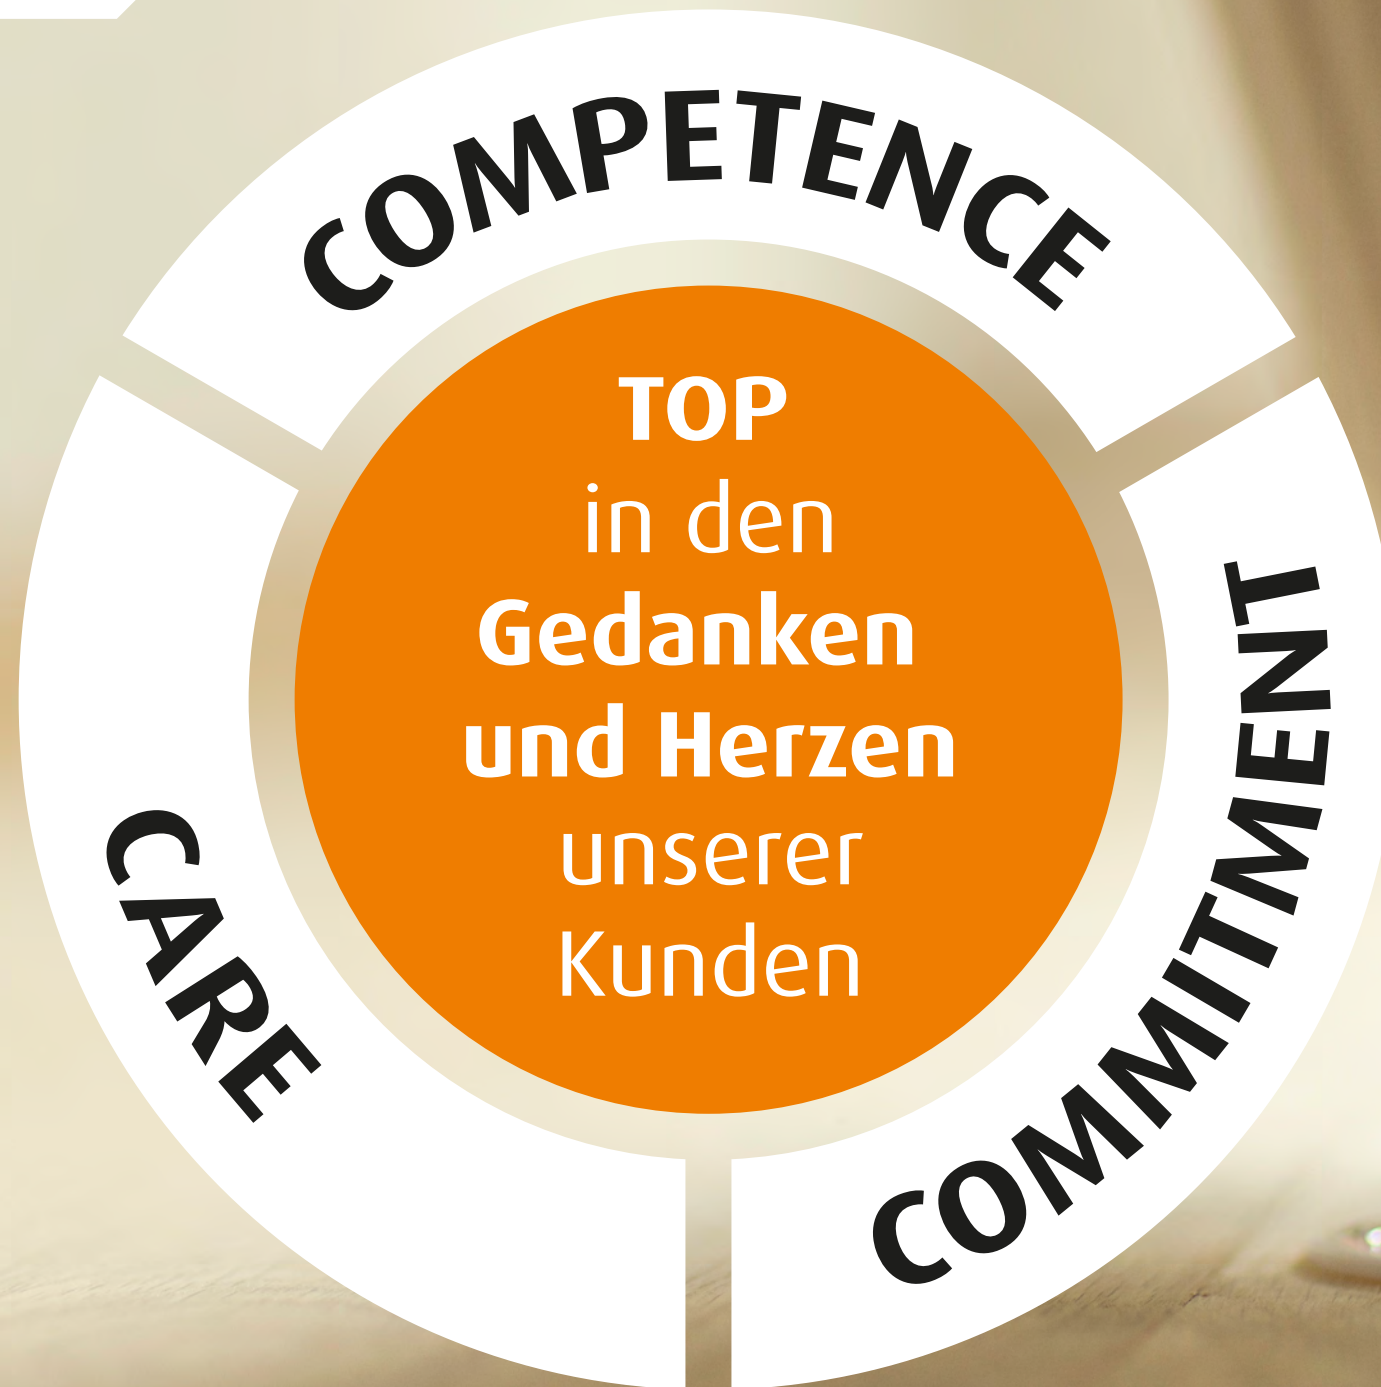 COMPETENCE
TOP
in den
Gedanken
und Herzen
unserer
Kunden
COMMITMENT
CARE